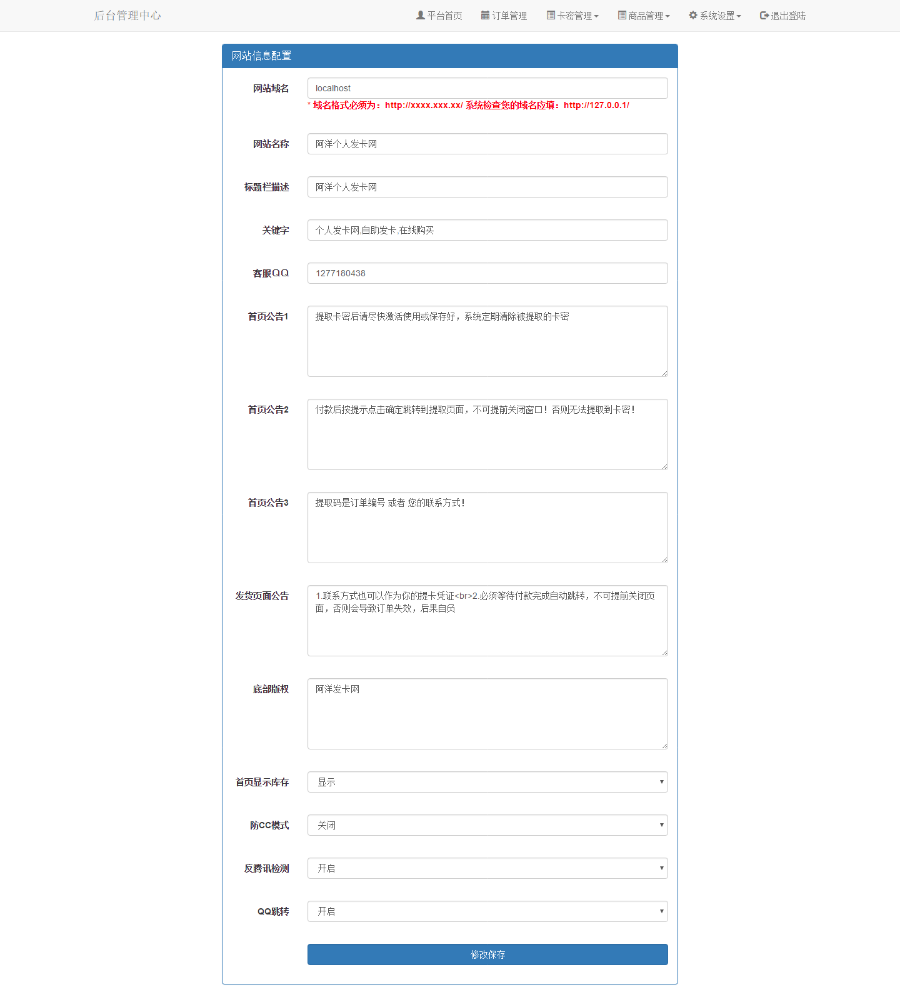 后台管理中心 平台首页 订单管理 卡密管理 商品管理 系统设置 退出登陆
网站信息配置
网站域名 localhost
* 域名格式必须为：http://xxxx.xxx.xx/ 系统检查您的域名应填：http://127.0.0.1/
网站名称 阿洋个人发卡网
标题栏描述 阿洋个人发卡网
关键字 个人发卡网,自助发卡,在线购买
客服QQ 1277180438
首页公告1 提取卡密后请尽快激活使用或保存好，系统定期清除被提取的卡密
首页公告2 付款后按提示点击确定跳转到提取页面，不可提前关闭窗口！否则无法提取到卡密！
首页公告3 提取码是订单编号 或者 您的联系方式！
发货页面公告 1.联系方式也可以作为你的提卡凭证<br>2.必须等待付款完成自动跳转，不可提前关闭页
面，否则会导致订单失效，后果自负
底部版权 阿洋发卡网
首页显示库存 显示
防CC模式 关闭
反腾讯检测 开启
QQ跳转 开启
修改保存